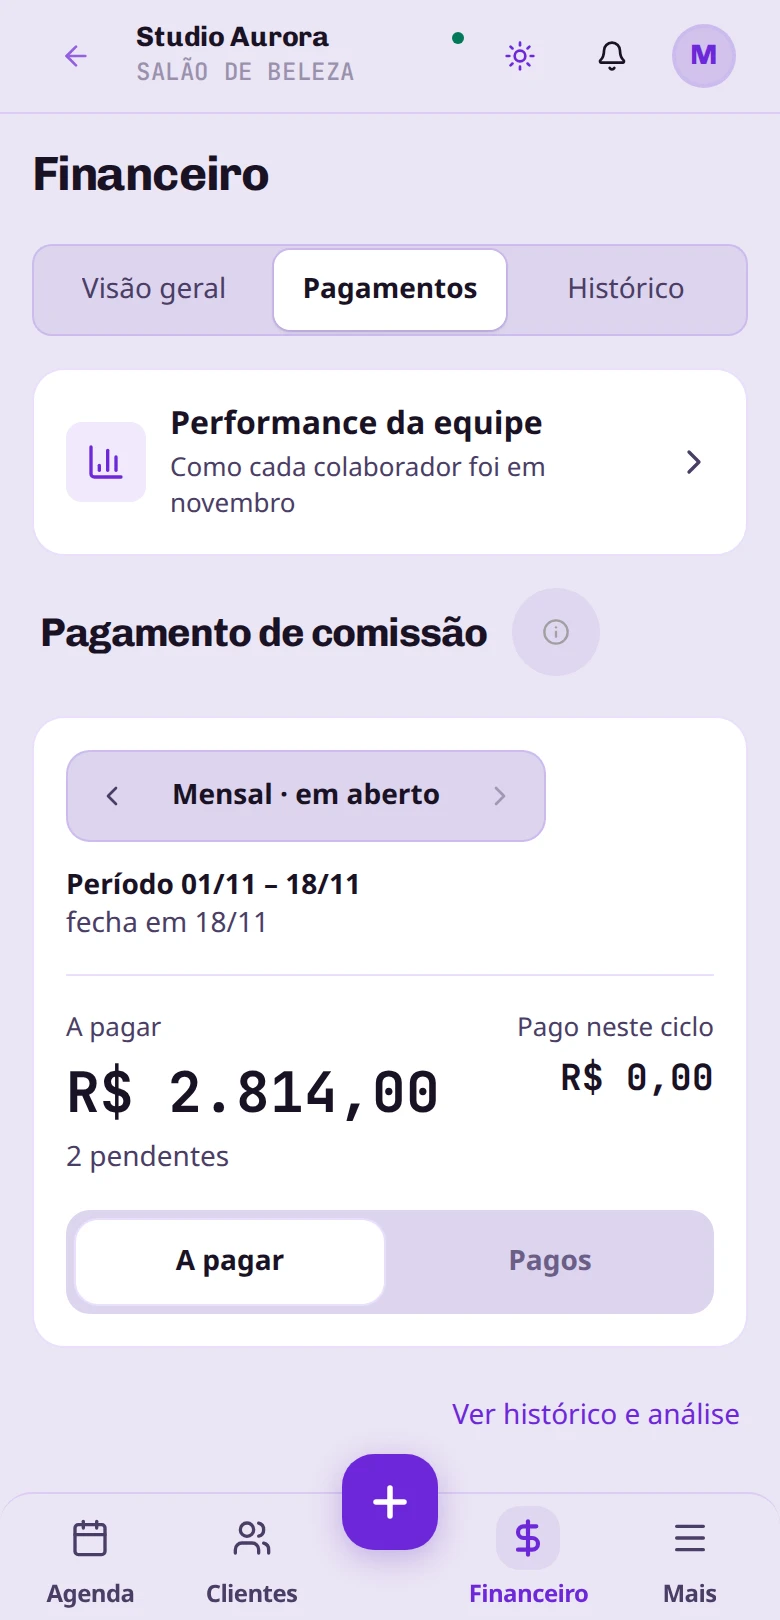 Studio Aurora
SALÃO DE BELEZA
M
Financeiro
Visão geral
Pagamentos
Histórico
Performance da equipe
Como cada colaborador foi em
novembro
Pagamento de comissão
Mensal · em aberto
Período 01/11 – 18/11
fecha em 18/11
A pagar
Pago neste ciclo
R$ 2.814,00
R$ 0,00
2 pendentes
A pagar
Pagos
Ver histórico e análise
Agenda
Clientes
Financeiro
Mais